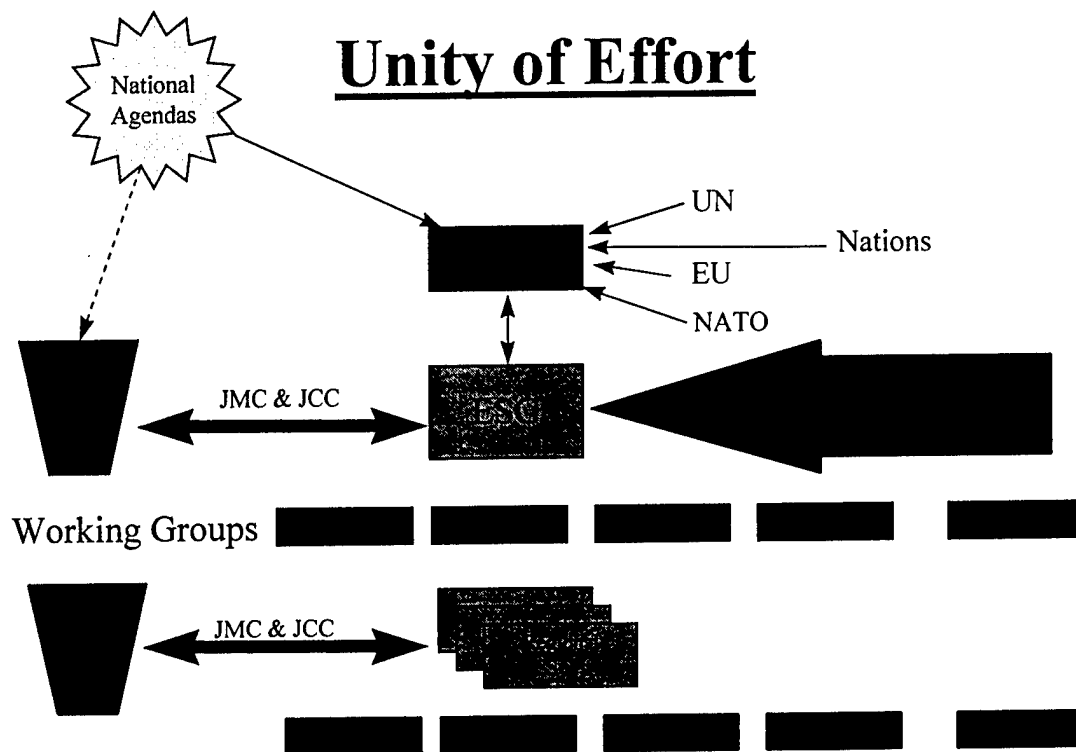 Unity of Effort
National
Agendas
UN
Nations
EU
NATO
JMC & JCC
ESG
Working Groups
JMC & JCC